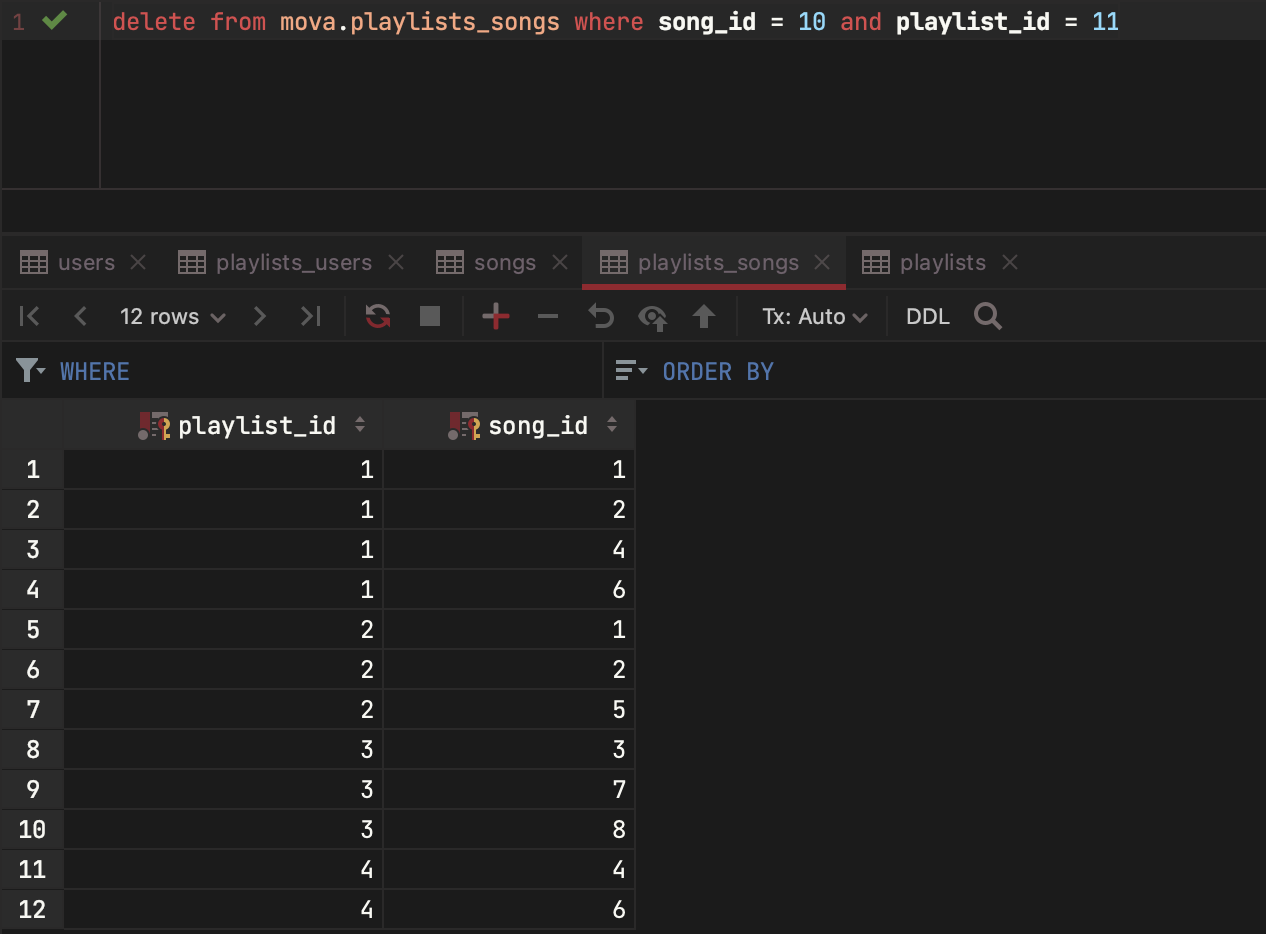 1 delete from mova.playlists_songs where song_id = 10 and playlist_id = 11
users playlists_users songs playlists_songs playlists
12 rows Tx: Auto DDL
WHERE ORDER BY
playlist_id song_id
1 1 1
2 1 2
3 1 4
4 1 6
5 2 1
6 2 2
7 2 5
8 3 3
9 3 7
10 3 8
11 4 4
12 4 6